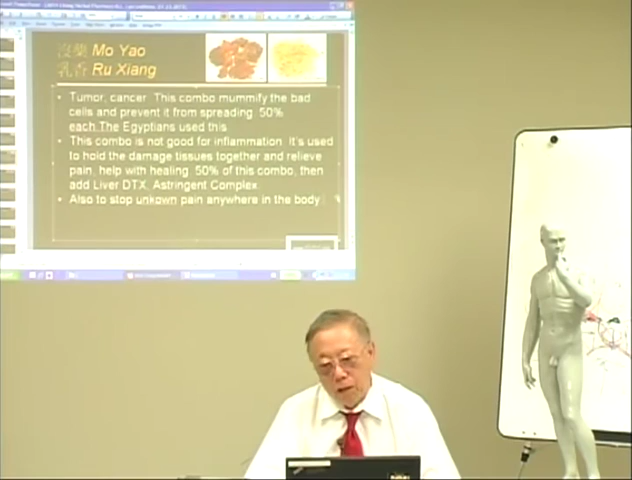 沒藥 Mo Yao
乳香 Ru Xiang
• Tumor, cancer. This combo mummify the bad
cells and prevent it from spreading. 50%
each.The Egyptians used this
• This combo is not good for inflammation. It's used
to hold the damage tissues together and relieve
pain, help with healing. 50% of this combo, then
add Liver DTX, Astringent Complex.
• Also to stop unkown pain anywhere in the body